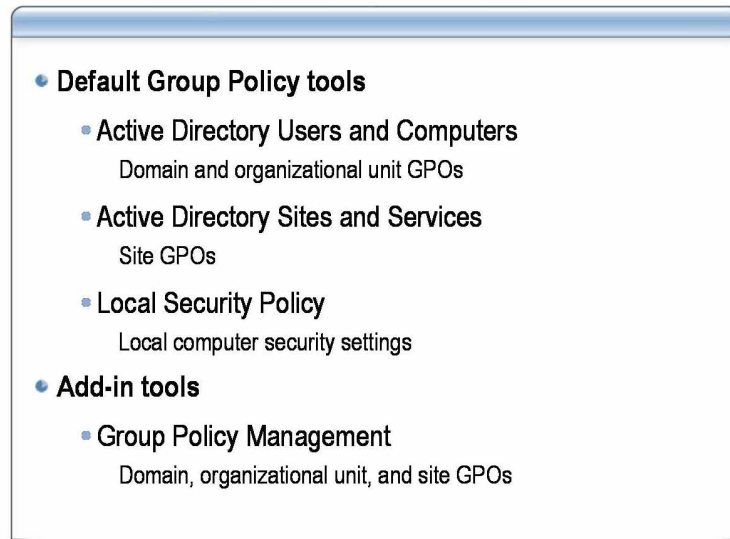 Default Group Policy tools
Active Directory Users and Computers
Domain and organizational unit GPOs
Active Directory Sites and Services
Site GPOs
Local Security Policy
Local computer security settings
Add-in tools
Group Policy Management
Domain, organizational unit, and site GPOs